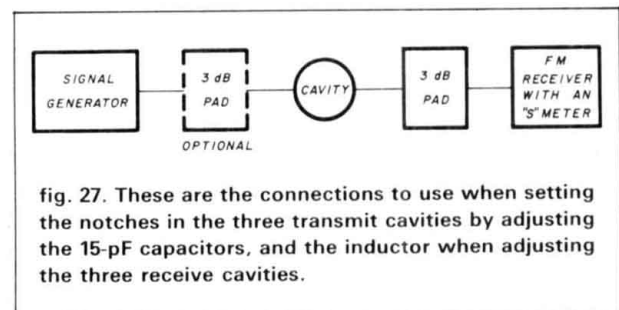 SIGNAL
GENERATOR
3 dB
PAD
OPTIONAL
CAVITY
3 dB
PAD
FM
RECEIVER
WITH AN
"S" METER
fig. 27. These are the connections to use when setting
the notches in the three transmit cavities by adjusting
the 15-pF capacitors, and the inductor when adjusting
the three receive cavities.